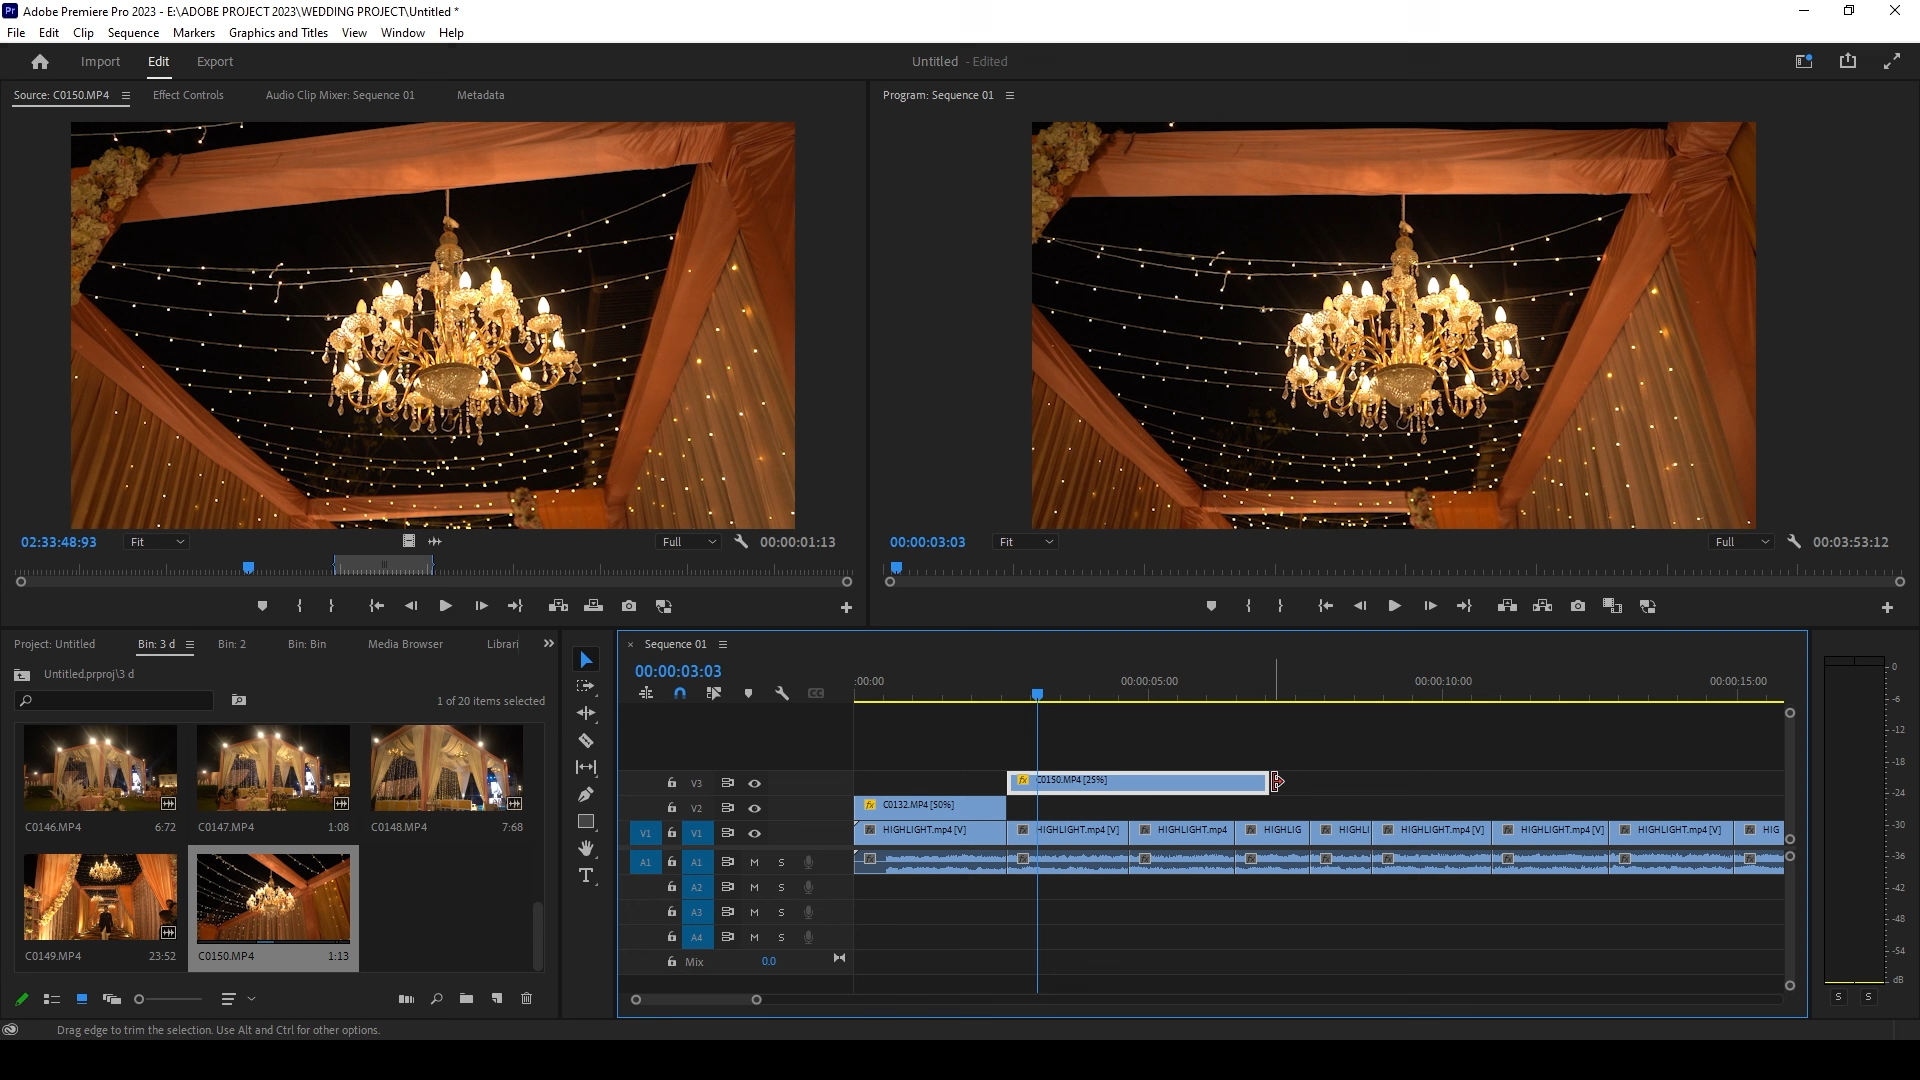 Adobe Premiere Pro 2023 - E:\ADOBE PROJECT 2023\WEDDING PROJECT\Untitled *
File Edit Clip Sequence Markers Graphics and Titles View Window Help
Import Edit Export
Untitled - Edited
Source: C0150.MP4 Effect Controls Audio Clip Mixer: Sequence 01 Metadata
Program: Sequence 01
02:33:48:93 Fit Full 00:00:01:13
00:00:03:03 Fit Full 00:03:53:12
Project: Untitled Bin: 3 d Bin: 2 Bin: Bin Media Browser Librari
Untitled.prproj\3 d
1 of 20 items selected
C0146.MP4 6:72
C0147.MP4 1:08
C0148.MP4 7:68
C0149.MP4 23:52
C0150.MP4 1:13
Sequence 01
00:00:03:03
:00:00 00:00:05:00 00:00:10:00 00:00:15:00
V3 fx C0150.MP4 [25%]
V2 fx C0132.MP4 [50%]
V1 V1 HIGHLIGHT.mp4 [V] HIGHLIGHT.mp4 [V] HIGHLIGHT.mp4 HIGHLIG HIGHLI HIGHLIGHT.mp4 [V] HIGHLIGHT.mp4 [V] HIGHLIGHT.mp4 [V] HIG
A1 A1 M S
A2 M S
A3 M S
A4 M S
Mix 0.0
0
-6
-12
-18
-24
-30
-36
-42
-48
-54
dB
S S
Drag edge to trim the selection. Use Alt and Ctrl for other options.